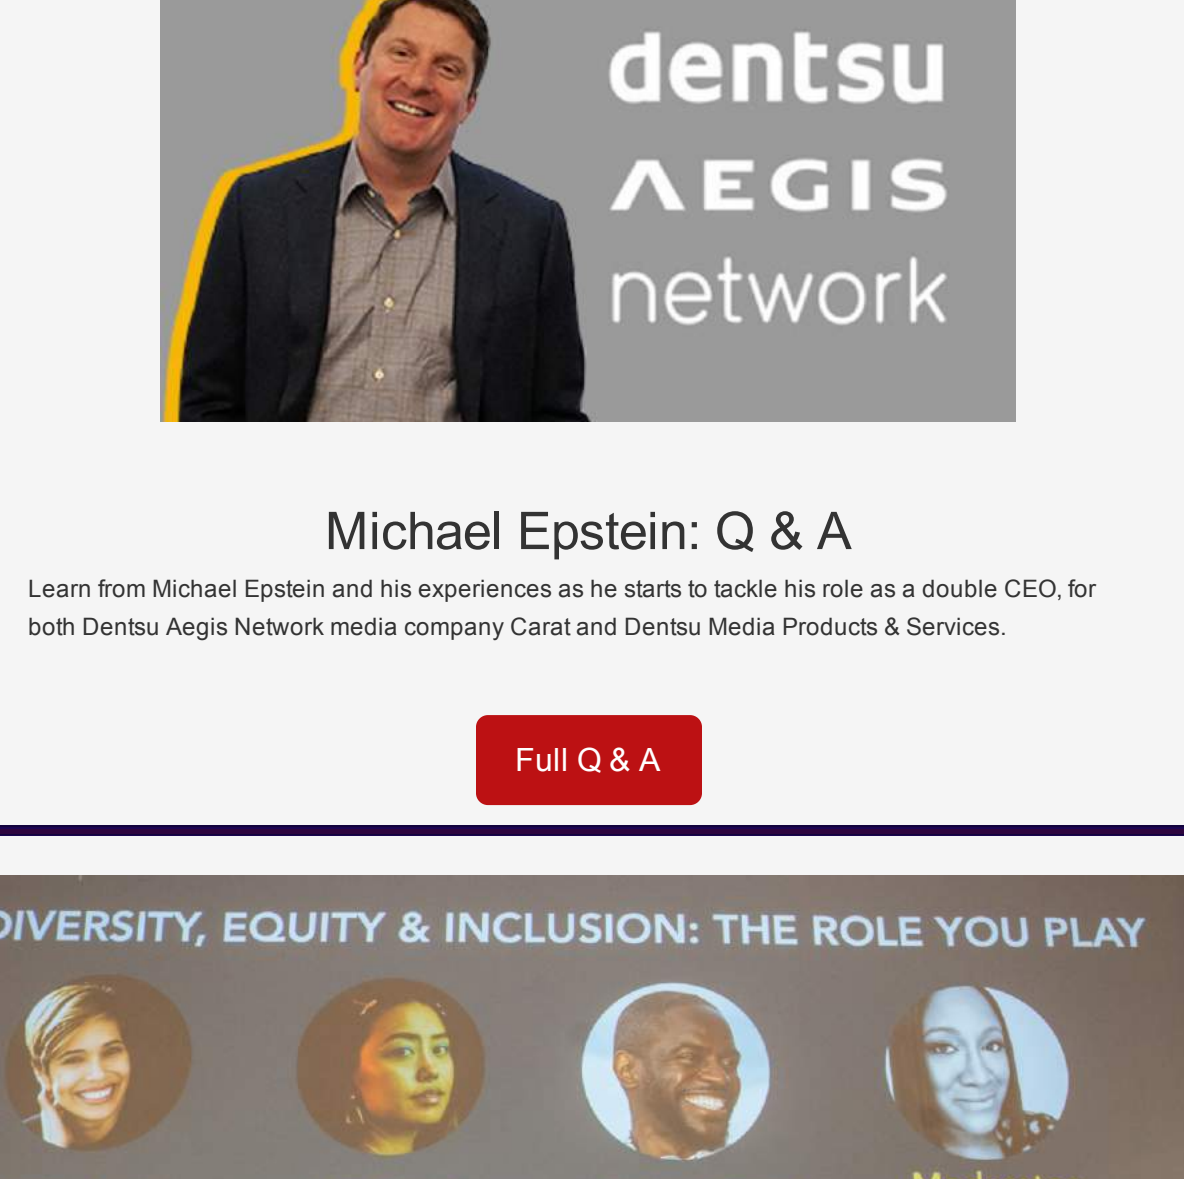 dentsu
AEGIS
network
Michael Epstein: Q & A
Learn from Michael Epstein and his experiences as he starts to tackle his role as a double CEO, for
both Dentsu Aegis Network media company Carat and Dentsu Media Products & Services.
Full Q & A
DIVERSITY, EQUITY & INCLUSION: THE ROLE YOU PLAY